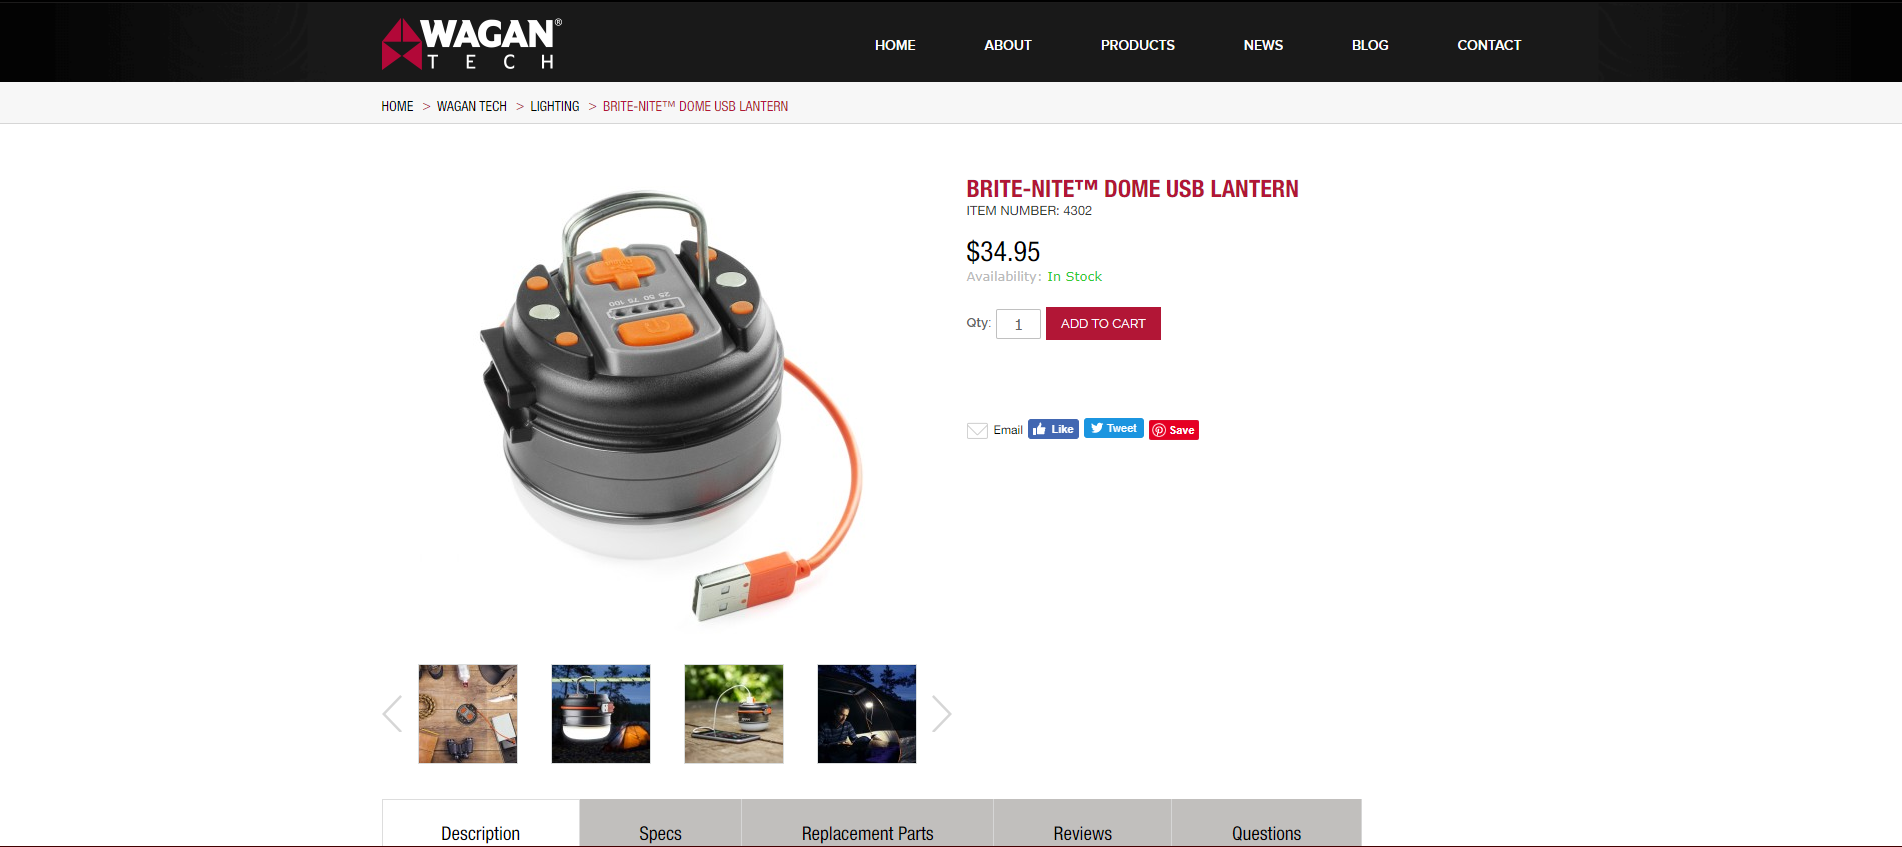 WAGAN®
TECH
HOME ABOUT PRODUCTS NEWS BLOG CONTACT
HOME > WAGAN TECH > LIGHTING > BRITE-NITE™ DOME USB LANTERN
BRITE-NITE™ DOME USB LANTERN
ITEM NUMBER: 4302
$34.95
Availability: In Stock
Qty: 1 ADD TO CART
25 50 75 100
Email Like Tweet Save
Description Specs Replacement Parts Reviews Questions